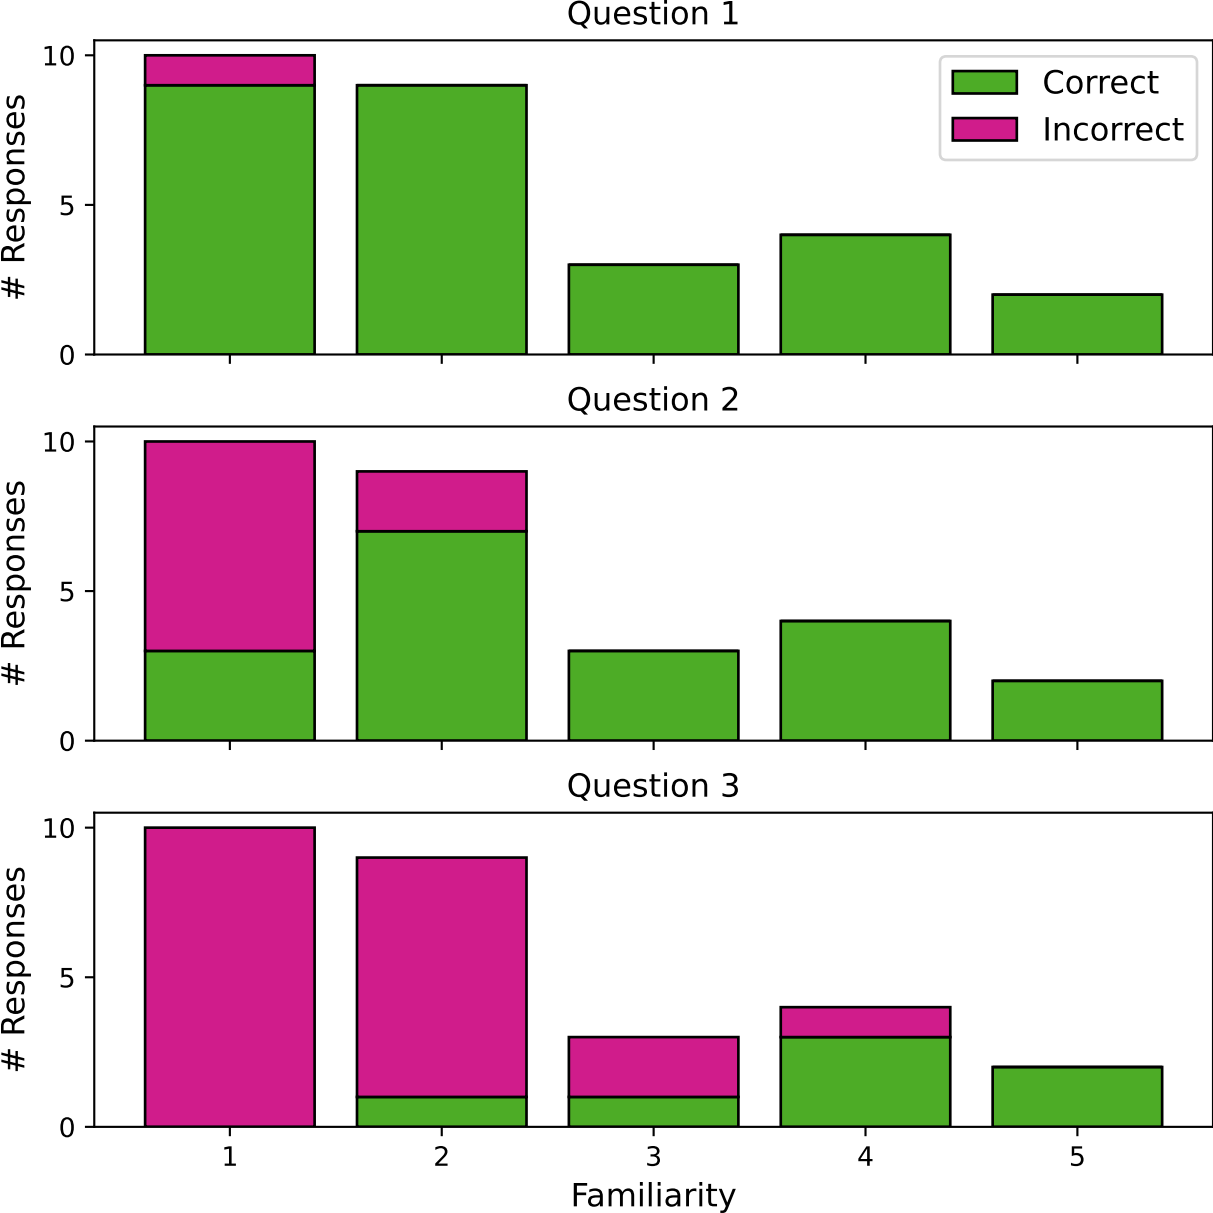 Question 1
# Responses
10
5
0
Correct
Incorrect
Question 2
# Responses
10
5
0
Question 3
# Responses
10
5
0
1 2 3 4 5
Familiarity